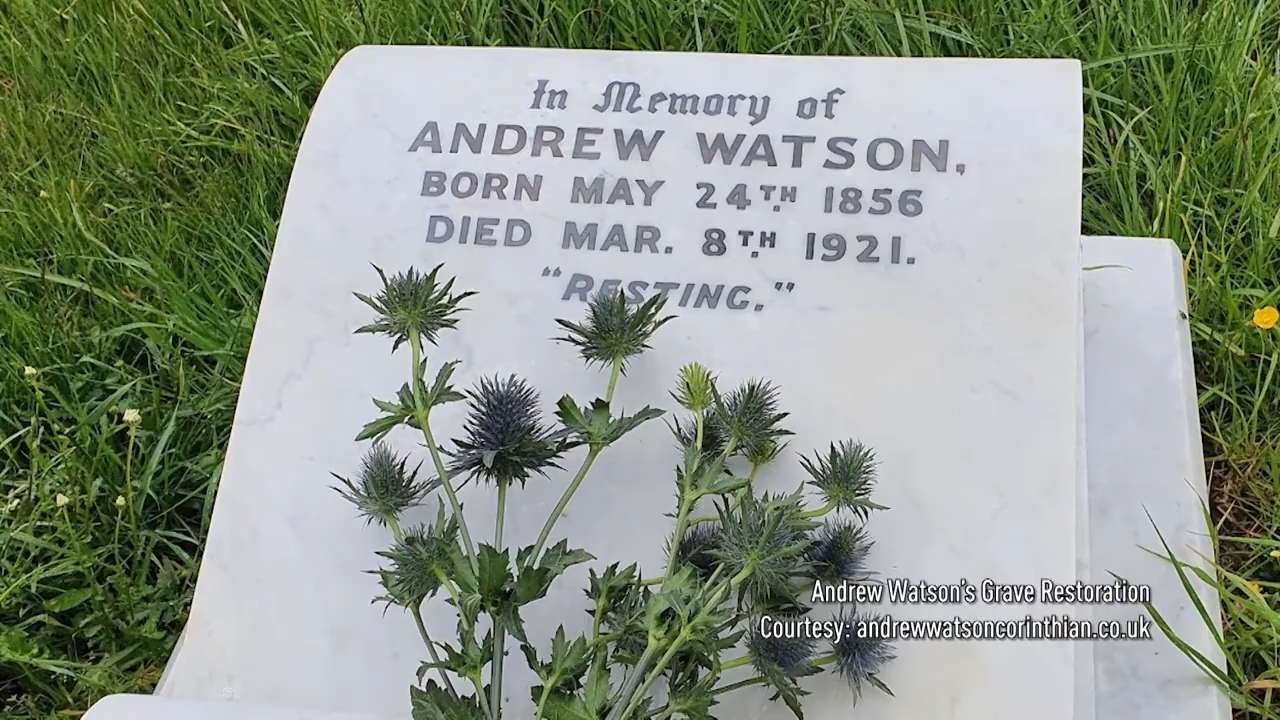 In Memory of
ANDREW WATSON,
BORN MAY 24TH 1856
DIED MAR. 8TH 1921.
"RESTING."
Andrew Watson's Grave Restoration
Courtesy: andrewwatsoncorinthian.co.uk